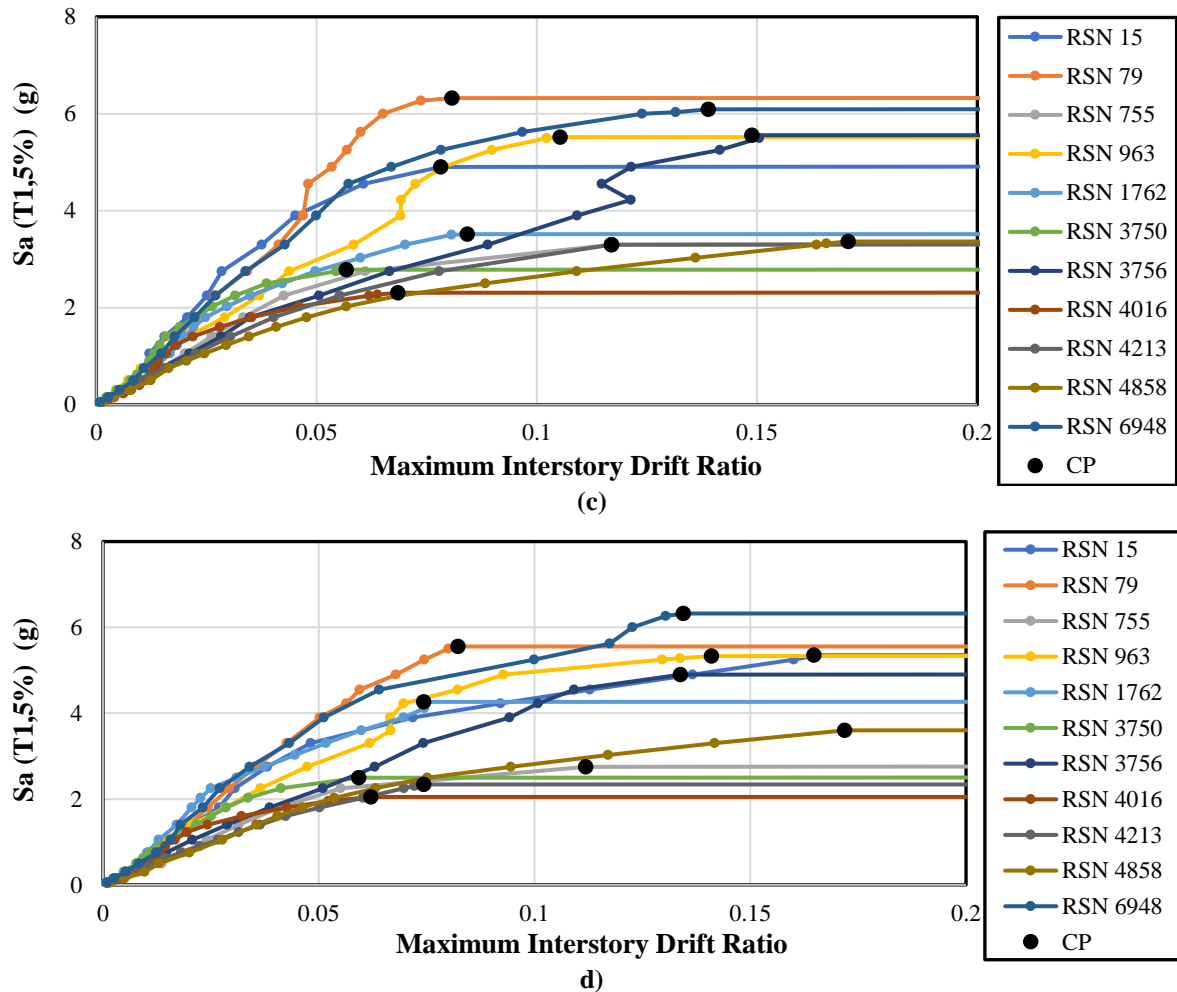 8
6
4
2
0
Sa (T1,5%) (g)
0 0.05 0.1 0.15 0.2
Maximum Interstory Drift Ratio
(c)
RSN 15
RSN 79
RSN 755
RSN 963
RSN 1762
RSN 3750
RSN 3756
RSN 4016
RSN 4213
RSN 4858
RSN 6948
CP
8
6
4
2
0
Sa (T1,5%) (g)
0 0.05 0.1 0.15 0.2
Maximum Interstory Drift Ratio
d)
RSN 15
RSN 79
RSN 755
RSN 963
RSN 1762
RSN 3750
RSN 3756
RSN 4016
RSN 4213
RSN 4858
RSN 6948
CP